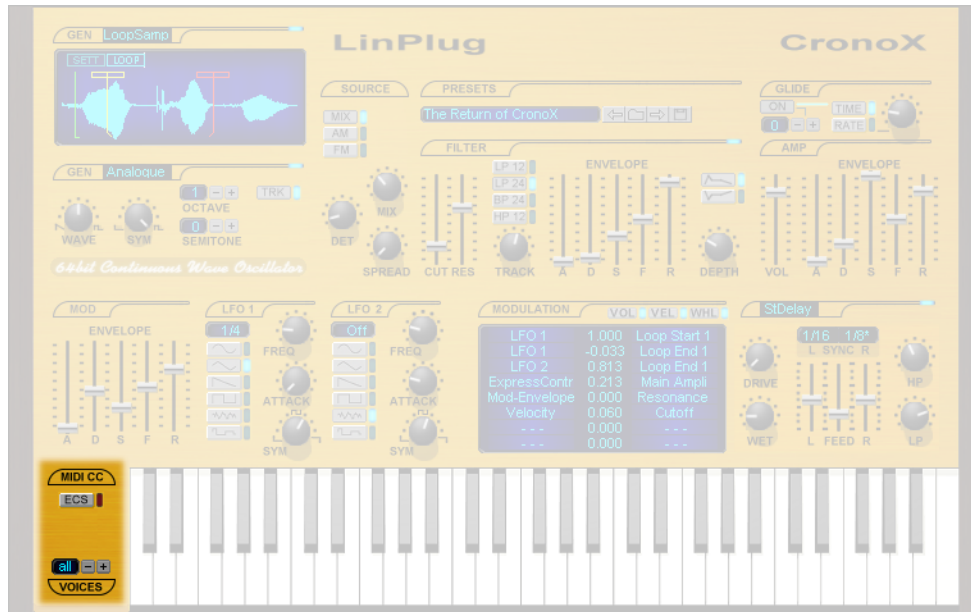 GEN LoopSamp
LinPlug
CronoX
SETT LOOP
SOURCE
PRESETS
GLIDE
MIX
AM
FM
The Return of CronoX
ON
TIME
0 - +
RATE
FILTER
AMP
LP 12
LP 24
BP 24
HP 12
ENVELOPE
ENVELOPE
GEN Analogue
1 - +
OCTAVE
TRK
0 - +
SEMITONE
WAVE SYM
MIX
DET
SPREAD
CUT RES
TRACK
A D S F R
DEPTH
VOL
A D S F R
64bit Continuous Wave Oscillator
MOD
LFO 1
LFO 2
MODULATION VOL VEL WHL
StDelay
ENVELOPE
1/4
Off
FREQ
FREQ
ATTACK
ATTACK
SYM
SYM
A D S F R
LFO 1 1.000 Loop Start 1
LFO 1 -0.033 Loop End 1
LFO 2 0.813 Loop End 1
ExpressContr 0.213 Main Ampli
Mod-Envelope 0.000 Resonance
Velocity 0.060 Cutoff
- - - 0.000 - - -
- - - 0.000 - - -
1/16 1/8*
L SYNC R
DRIVE
HP
WET
L FEED R
LP
MIDI CC
ECS
all - +
VOICES